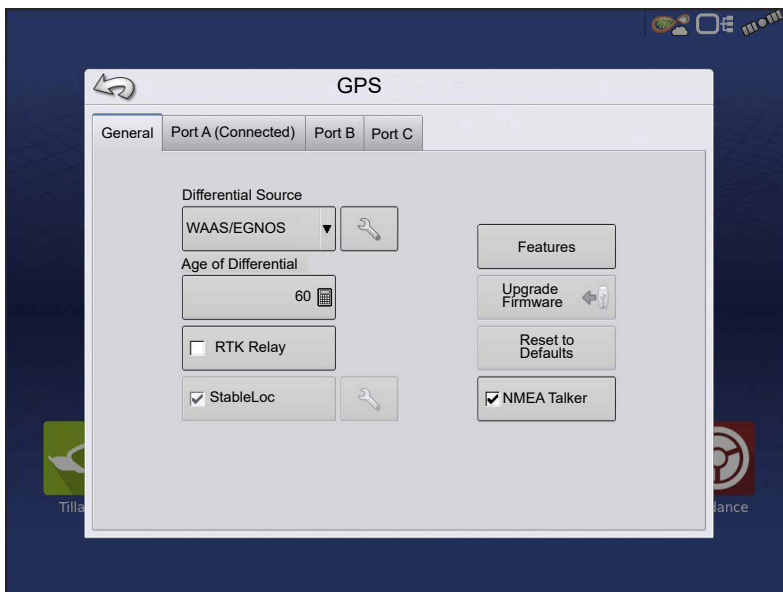 GPS
General
Port A (Connected)
Port B
Port C
Differential Source
WAAS/EGNOS
Features
Age of Differential
60
Upgrade
Firmware
RTK Relay
Reset to
Defaults
StableLoc
NMEA Talker
Tilla
dance